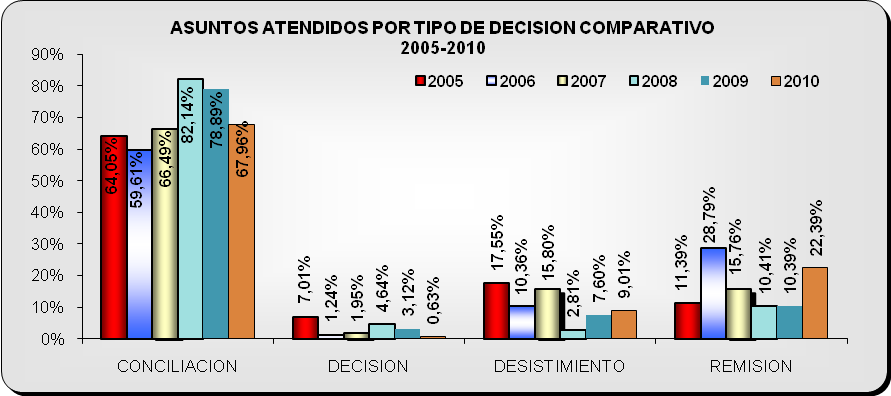 ASUNTOS ATENDIDOS POR TIPO DE DECISION COMPARATIVO
2005-2010
2005 2006 2007 2008 2009 2010
90%
80%
70%
60%
50%
40%
30%
20%
10%
0%
64,05% 59,61% 66,49% 82,14% 78,89% 67,96%
7,01% 1,24% 1,95% 4,64% 3,12% 0,63%
17,55% 10,36% 15,80% 2,81% 7,60% 9,01%
11,39% 28,79% 15,76% 10,41% 10,39% 22,39%
CONCILIACION DECISION DESISTIMIENTO REMISION